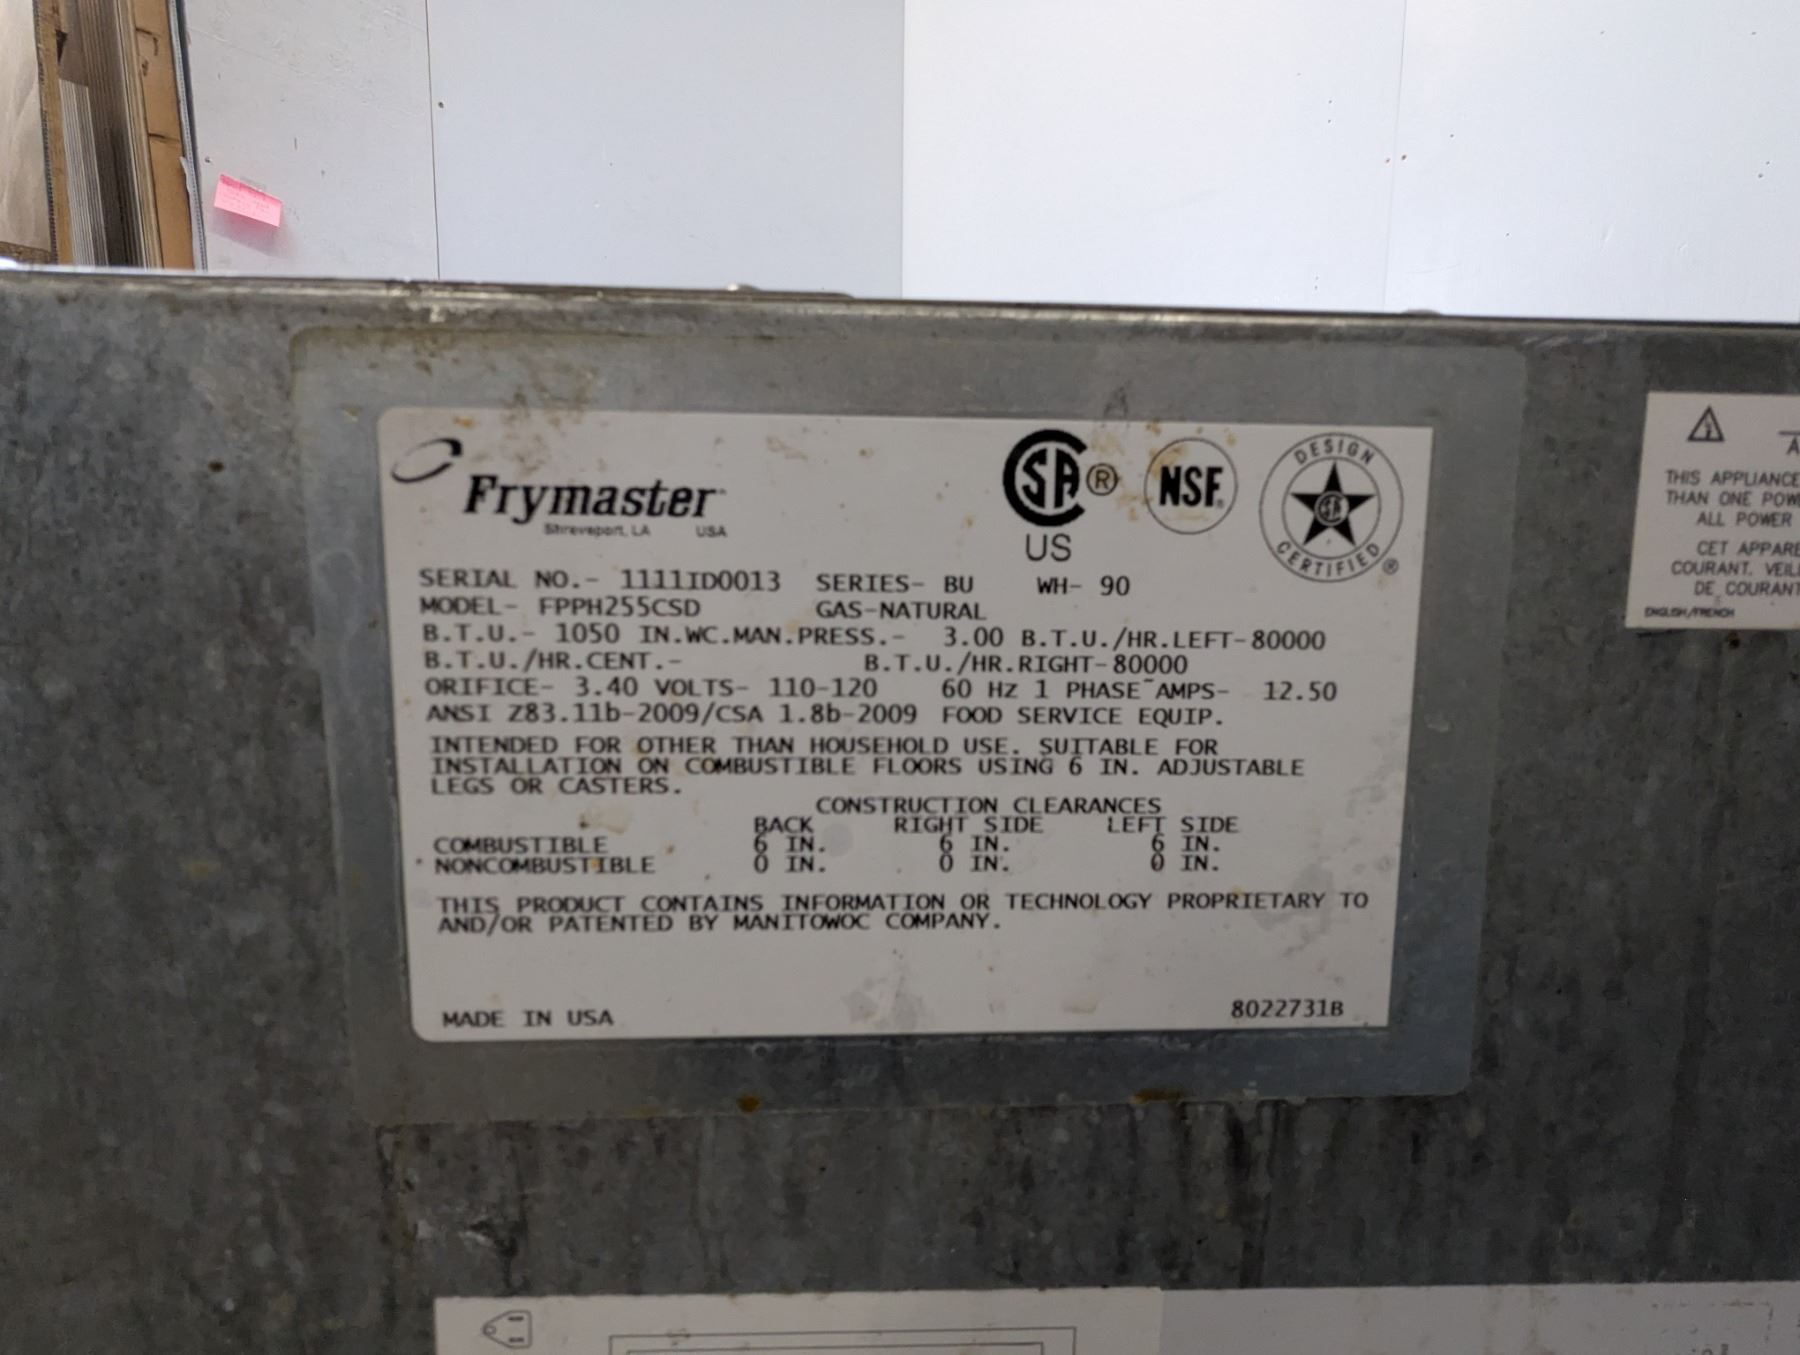 Frymaster
Shreveport, LA USA
SA ®
US
NSF®
DESIGN
SA
CERTIFIED ®
SERIAL NO.- 1111ID0013 SERIES- BU WH- 90
MODEL- FPPH255CSD GAS-NATURAL
B.T.U.- 1050 IN.WC.MAN.PRESS.- 3.00 B.T.U./HR.LEFT-80000
B.T.U./HR.CENT.- B.T.U./HR.RIGHT-80000
ORIFICE- 3.40 VOLTS- 110-120 60 Hz 1 PHASE AMPS- 12.50
ANSI Z83.11b-2009/CSA 1.8b-2009 FOOD SERVICE EQUIP.
INTENDED FOR OTHER THAN HOUSEHOLD USE. SUITABLE FOR
INSTALLATION ON COMBUSTIBLE FLOORS USING 6 IN. ADJUSTABLE
LEGS OR CASTERS.
CONSTRUCTION CLEARANCES
BACK RIGHT SIDE LEFT SIDE
COMBUSTIBLE 6 IN. 6 IN. 6 IN.
NONCOMBUSTIBLE 0 IN. 0 IN. 0 IN.
THIS PRODUCT CONTAINS INFORMATION OR TECHNOLOGY PROPRIETARY TO
AND/OR PATENTED BY MANITOWOC COMPANY.
MADE IN USA 8022731B
THIS APPLIANCE
THAN ONE
ALL POWER
CET
COURANT.
DE COURANT
ENGLISH/FRENCH